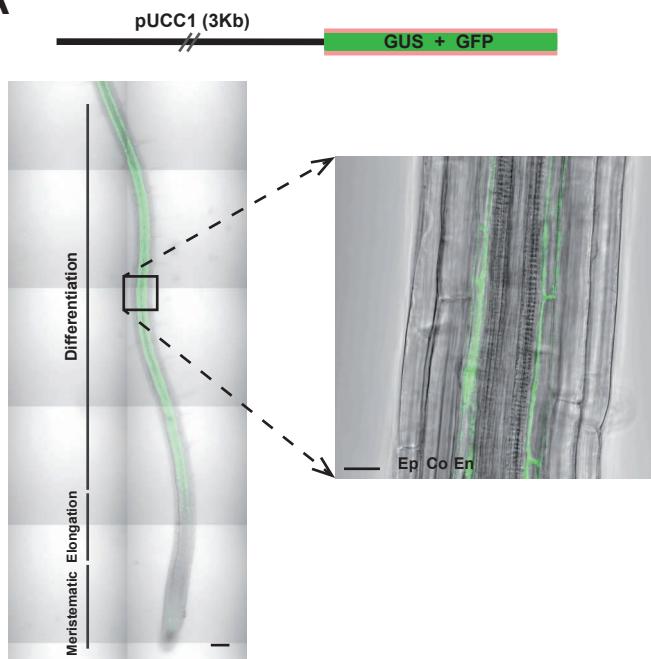 A
pUCC1 (3Kb)
GUS + GFP
Differentiation
Elongation
Meristematic
Ep Co En